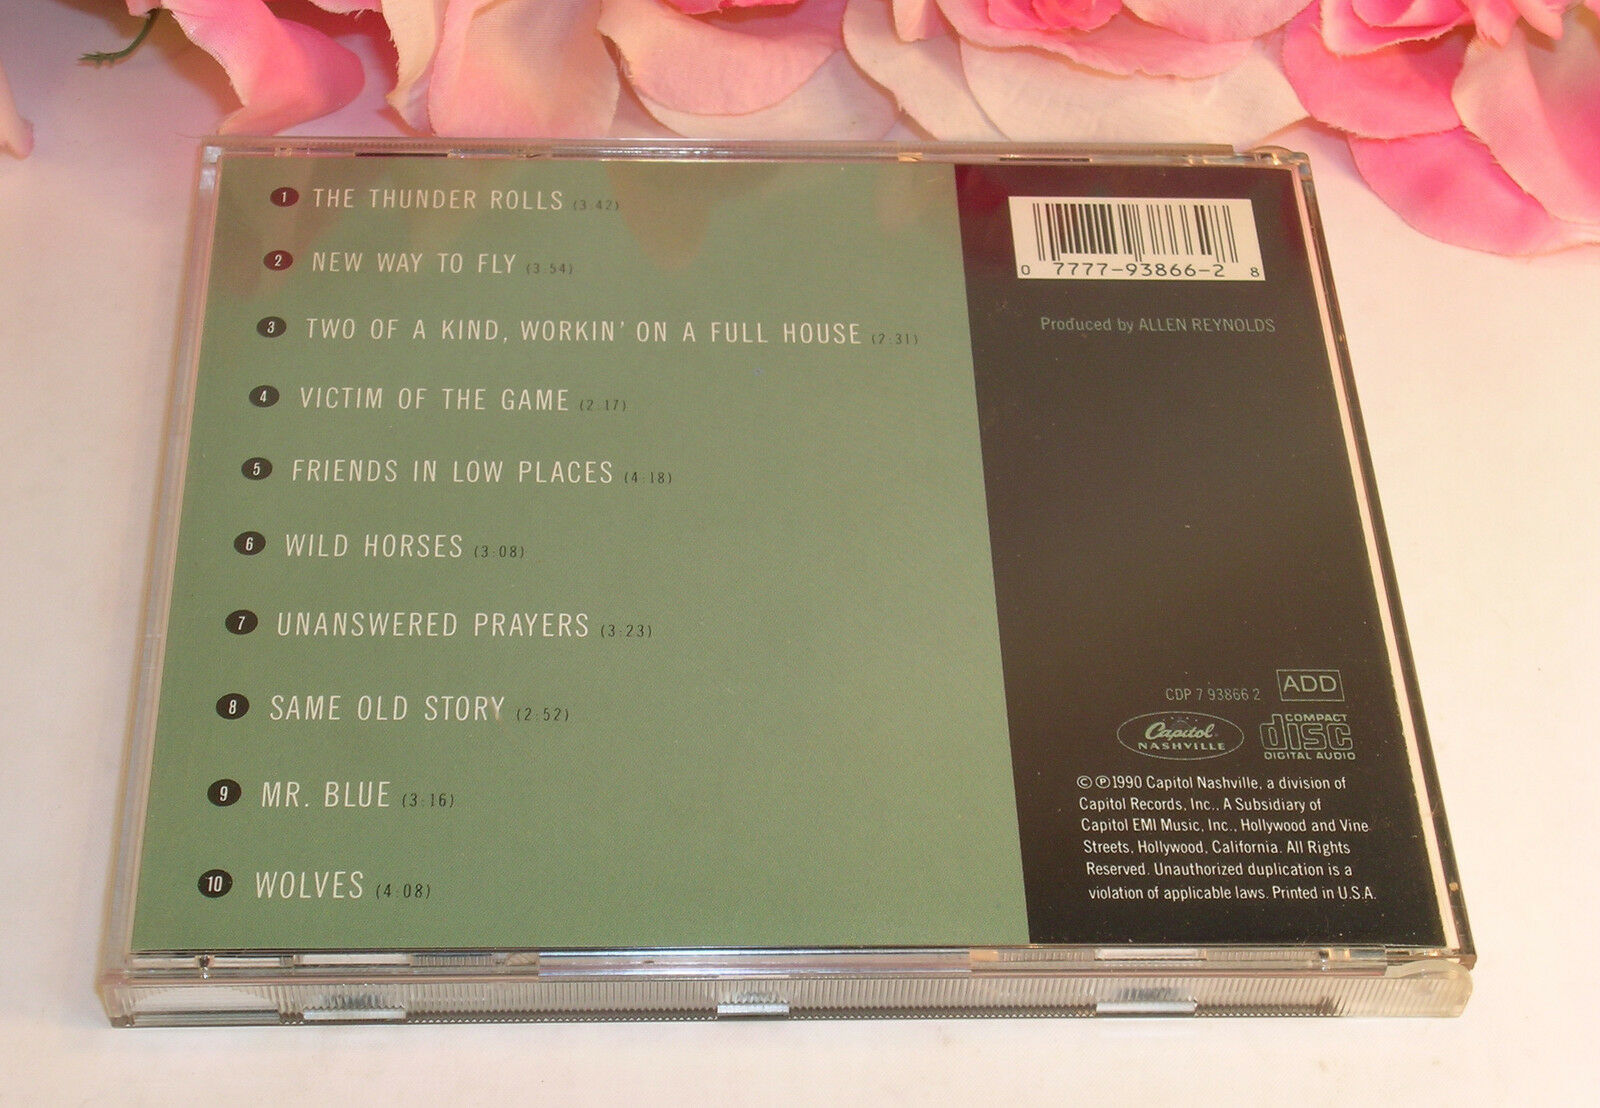 1 THE THUNDER ROLLS (3:42)
2 NEW WAY TO FLY (3:54)
3 TWO OF A KIND, WORKIN' ON A FULL HOUSE (2:31)
4 VICTIM OF THE GAME (2:17)
5 FRIENDS IN LOW PLACES (4:18)
6 WILD HORSES (3:08)
7 UNANSWERED PRAYERS (3:23)
8 SAME OLD STORY (2:52)
9 MR. BLUE (3:16)
10 WOLVES (4:08)
0 7777-93866-2 8
Produced by ALLEN REYNOLDS
CDP 7 93866 2
ADD
Capitol
NASHVILLE
COMPACT
disc
DIGITAL AUDIO
© ℗ 1990 Capitol Nashville, a division of
Capitol Records, Inc., A Subsidiary of
Capitol EMI Music, Inc., Hollywood and Vine
Streets, Hollywood, California. All Rights
Reserved. Unauthorized duplication is a
violation of applicable laws. Printed in U.S.A.